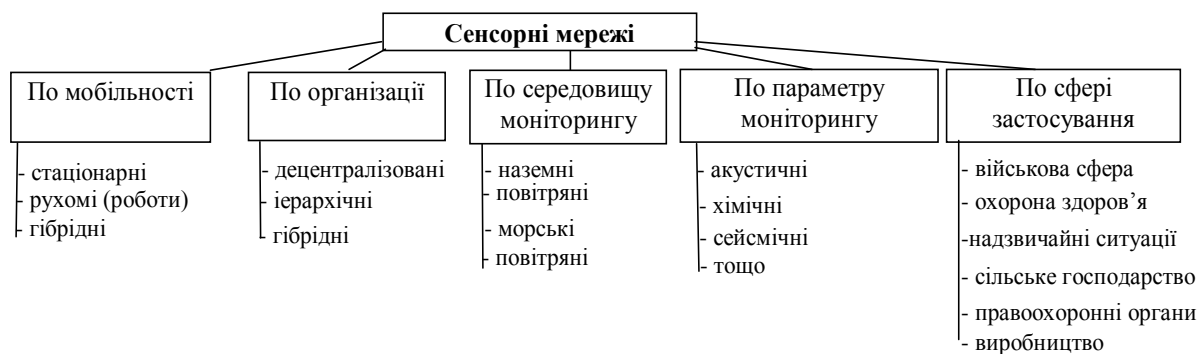 Сенсорні мережі
По мобільності
- стаціонарні
- рухомі (роботи)
- гібрідні
По організації
- децентралізовані
- ієрархічні
- гібрідні
По середовищу
моніторингу
- наземні
- повітряні
- морські
- повітряні
По параметру
моніторингу
- акустичні
- хімічні
- сейсмічні
- тощо
По сфері
застосування
- військова сфера
- охорона здоров’я
-надзвичайні ситуації
- сільське господарство
- правоохоронні органи
- виробництво